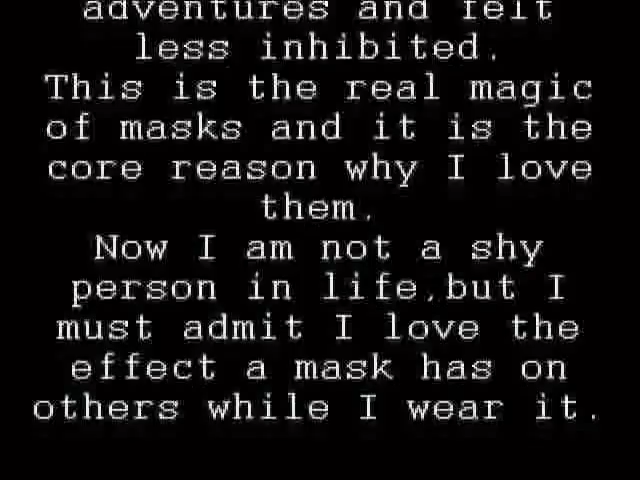 adventures and felt
less inhibited.
This is the real magic
of masks and it is the
core reason why I love
them.
Now I am not a shy
person in life,but I
must admit I love the
effect a mask has on
others while I wear it.